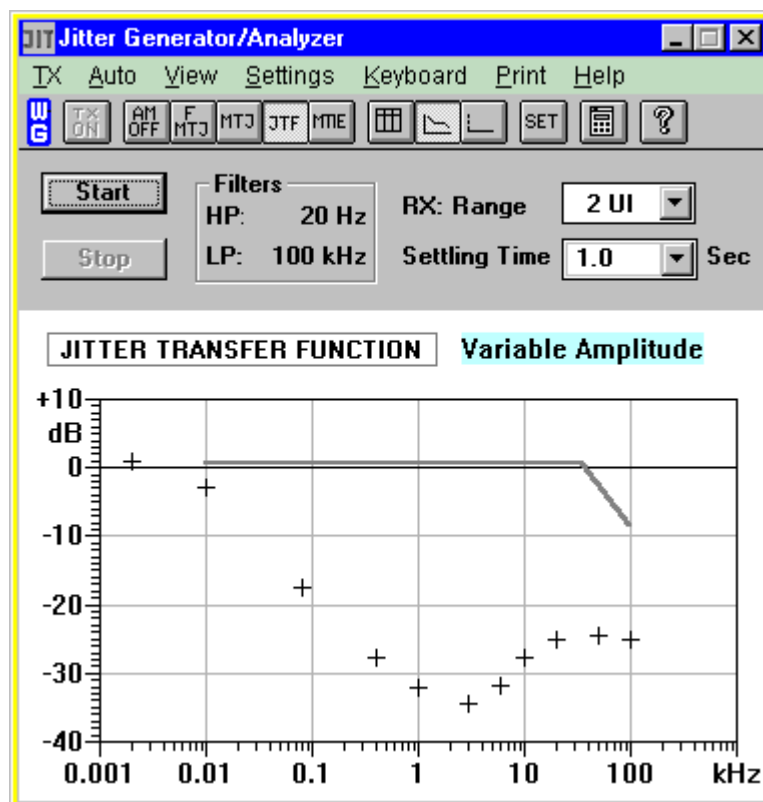 JIT Jitter Generator/Analyzer
TX Auto View Settings Keyboard Print Help
WG TX ON AM OFF F MTJ MTJ JTF MTIE SET ?
Start
Stop
Filters
HP: 20 Hz
LP: 100 kHz
RX: Range 2 UI
Settling Time 1.0 Sec
JITTER TRANSFER FUNCTION Variable Amplitude
+10
dB
0
-10
-20
-30
-40
0.001 0.01 0.1 1 10 100 kHz